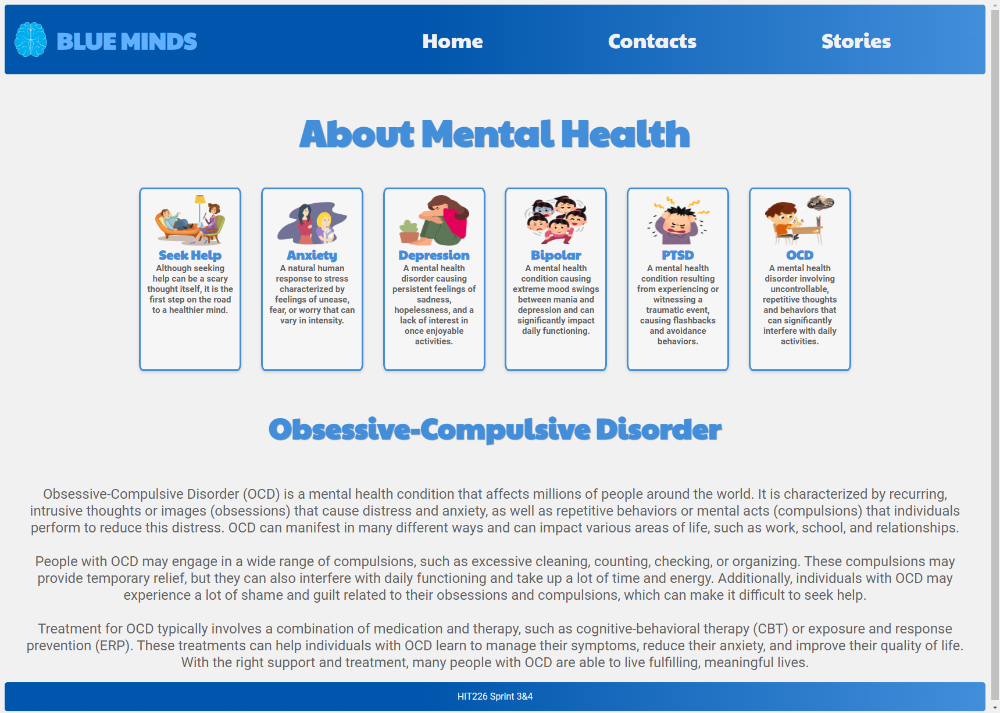 BLUE MINDS
Home
Contacts
Stories
About Mental Health
Seek Help
Although seeking
help can be a scary
thought itself, it is the
first step on the road
to a healthier mind.
Anxiety
A natural human
response to stress
characterized by
feelings of unease,
fear, or worry that can
vary in intensity.
Depression
A mental health
disorder causing
persistent feelings of
sadness,
hopelessness, and a
lack of interest in
once enjoyable
activities.
Bipolar
A mental health
condition causing
extreme mood swings
between mania and
depression and can
significantly impact
daily functioning.
PTSD
A mental health
condition resulting
from experiencing or
witnessing a
traumatic event,
causing flashbacks
and avoidance
behaviors.
OCD
A mental health
disorder involving
uncontrollable,
repetitive thoughts
and behaviors that
can significantly
interfere with daily
activities.
Obsessive-Compulsive Disorder
Obsessive-Compulsive Disorder (OCD) is a mental health condition that affects millions of people around the world. It is characterized by recurring,
intrusive thoughts or images (obsessions) that cause distress and anxiety, as well as repetitive behaviors or mental acts (compulsions) that individuals
perform to reduce this distress. OCD can manifest in many different ways and can impact various areas of life, such as work, school, and relationships.
People with OCD may engage in a wide range of compulsions, such as excessive cleaning, counting, checking, or organizing. These compulsions may
provide temporary relief, but they can also interfere with daily functioning and take up a lot of time and energy. Additionally, individuals with OCD may
experience a lot of shame and guilt related to their obsessions and compulsions, which can make it difficult to seek help.
Treatment for OCD typically involves a combination of medication and therapy, such as cognitive-behavioral therapy (CBT) or exposure and response
prevention (ERP). These treatments can help individuals with OCD learn to manage their symptoms, reduce their anxiety, and improve their quality of life.
With the right support and treatment, many people with OCD are able to live fulfilling, meaningful lives.
HIT226 Sprint 3&4